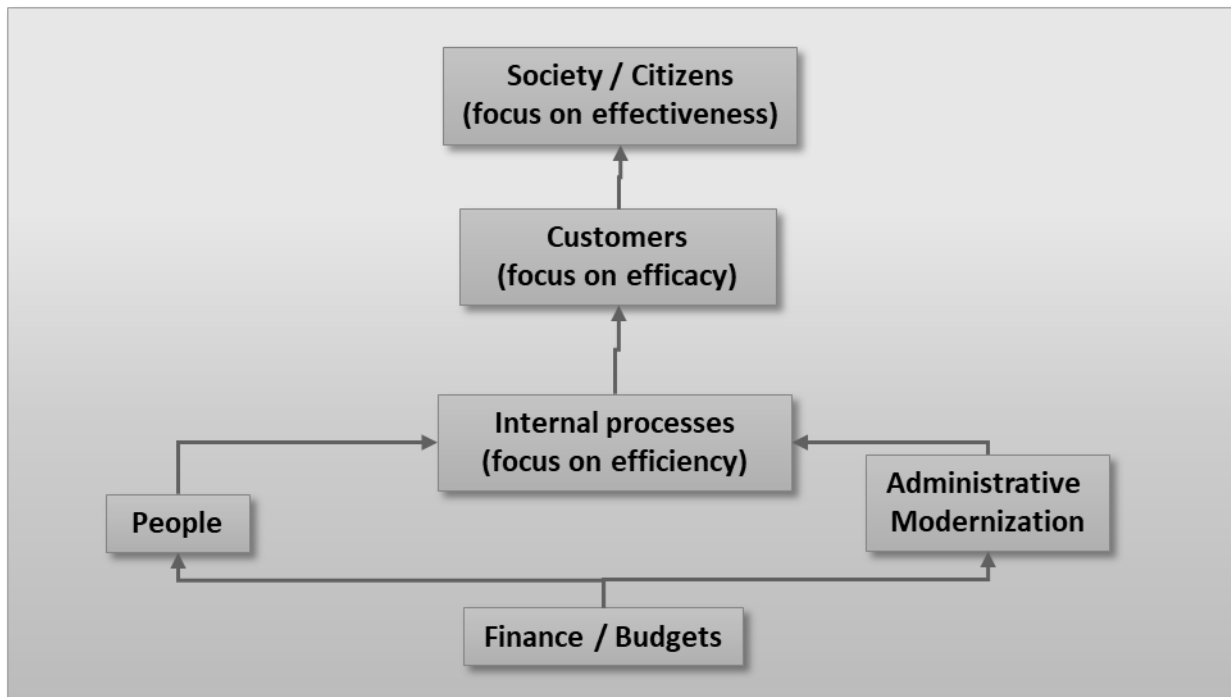 Society / Citizens
(focus on effectiveness)
Customers
(focus on efficacy)
Internal processes
(focus on efficiency)
People
Administrative
Modernization
Finance / Budgets